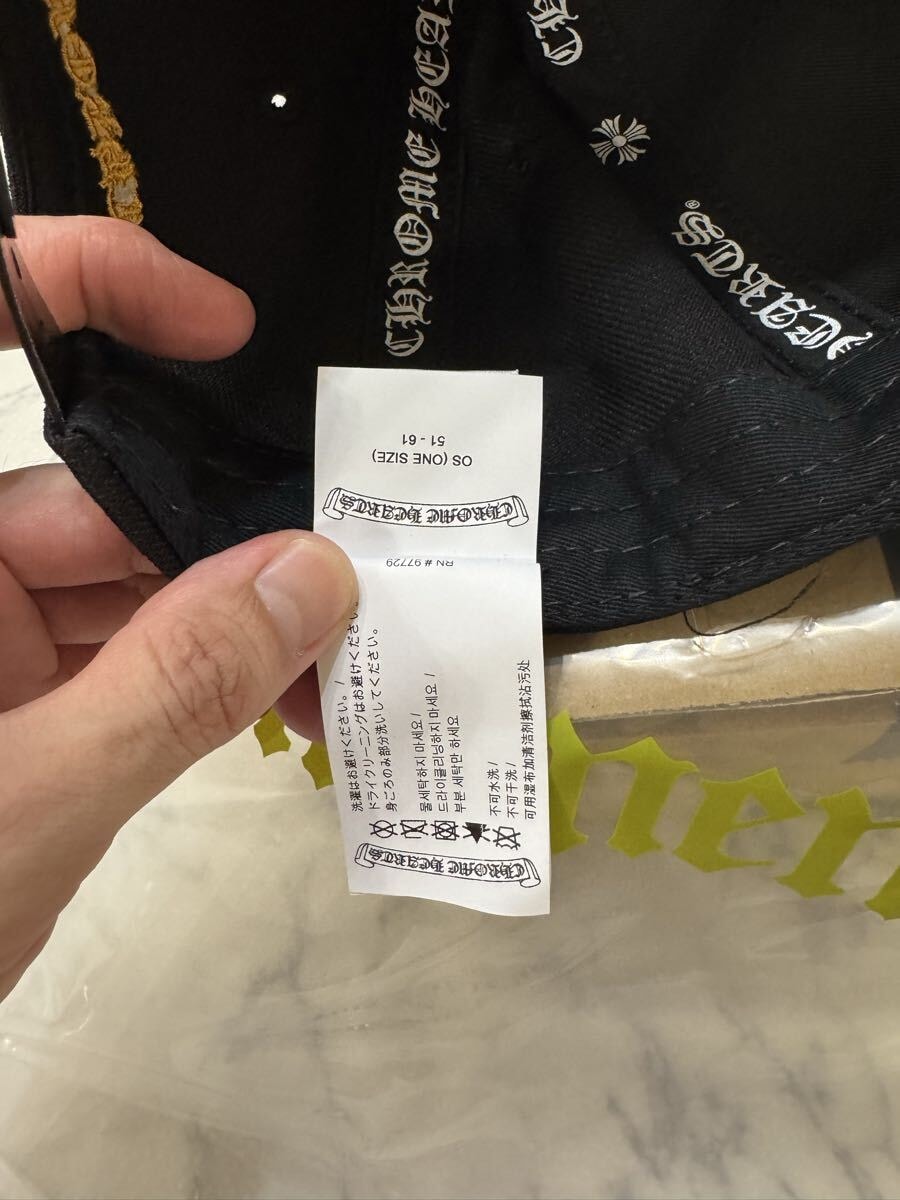 CHROME HEA
CH
EARTS®
OS (ONE SIZE)
51 - 61
CHROME HEARTS
RN # 97729
洗濯はお避けください。/
ドライクリーニングはお避けください。
身ごろのみ部分洗いしてください。
물세탁하지 마세요 /
드라이클리닝하지 마세요 /
부분 세탁만 하세요
不可水洗 /
不可干洗 /
可用湿布加清洁剂擦拭沾污处
CHROME HEARTS